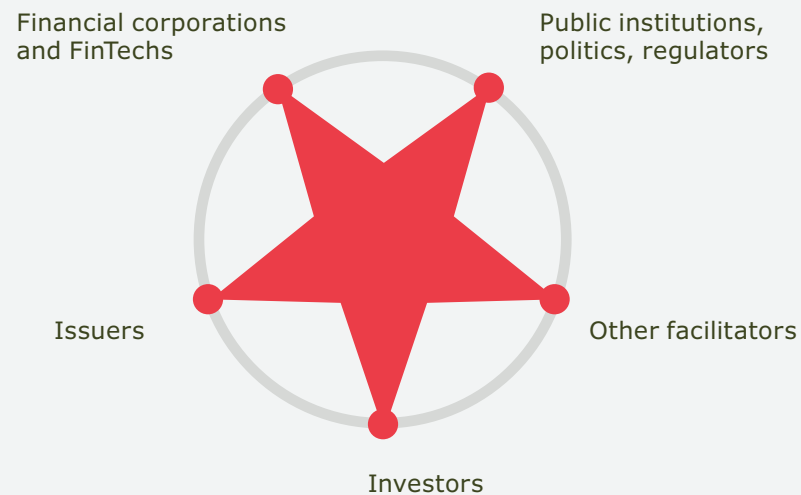 Financial corporations
and FinTechs
Public institutions,
politics, regulators
Issuers
Other facilitators
Investors